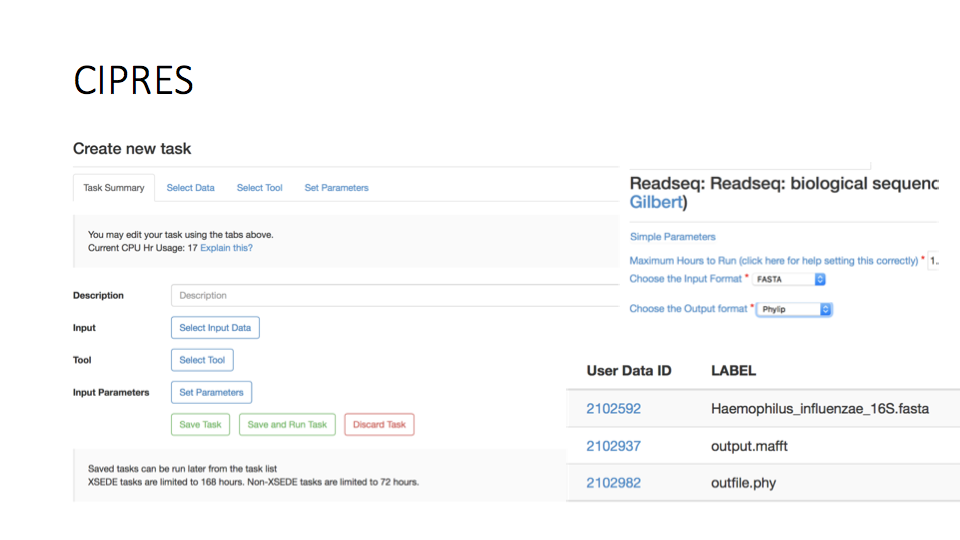 CIPRES
Create new task
Task Summary Select Data Select Tool Set Parameters
You may edit your task using the tabs above.
Current CPU Hr Usage: 17 Explain this?
Description Description
Input Select Input Data
Tool Select Tool
Input Parameters Set Parameters
Save Task Save and Run Task Discard Task
Saved tasks can be run later from the task list
XSEDE tasks are limited to 168 hours. Non-XSEDE tasks are limited to 72 hours.
Readseq: Readseq: biological sequenc
Gilbert)
Simple Parameters
Maximum Hours to Run (click here for help setting this correctly) * 1.
Choose the Input Format * FASTA
Choose the Output format * Phylip
User Data ID LABEL
2102592 Haemophilus_influenzae_16S.fasta
2102937 output.mafft
2102982 outfile.phy